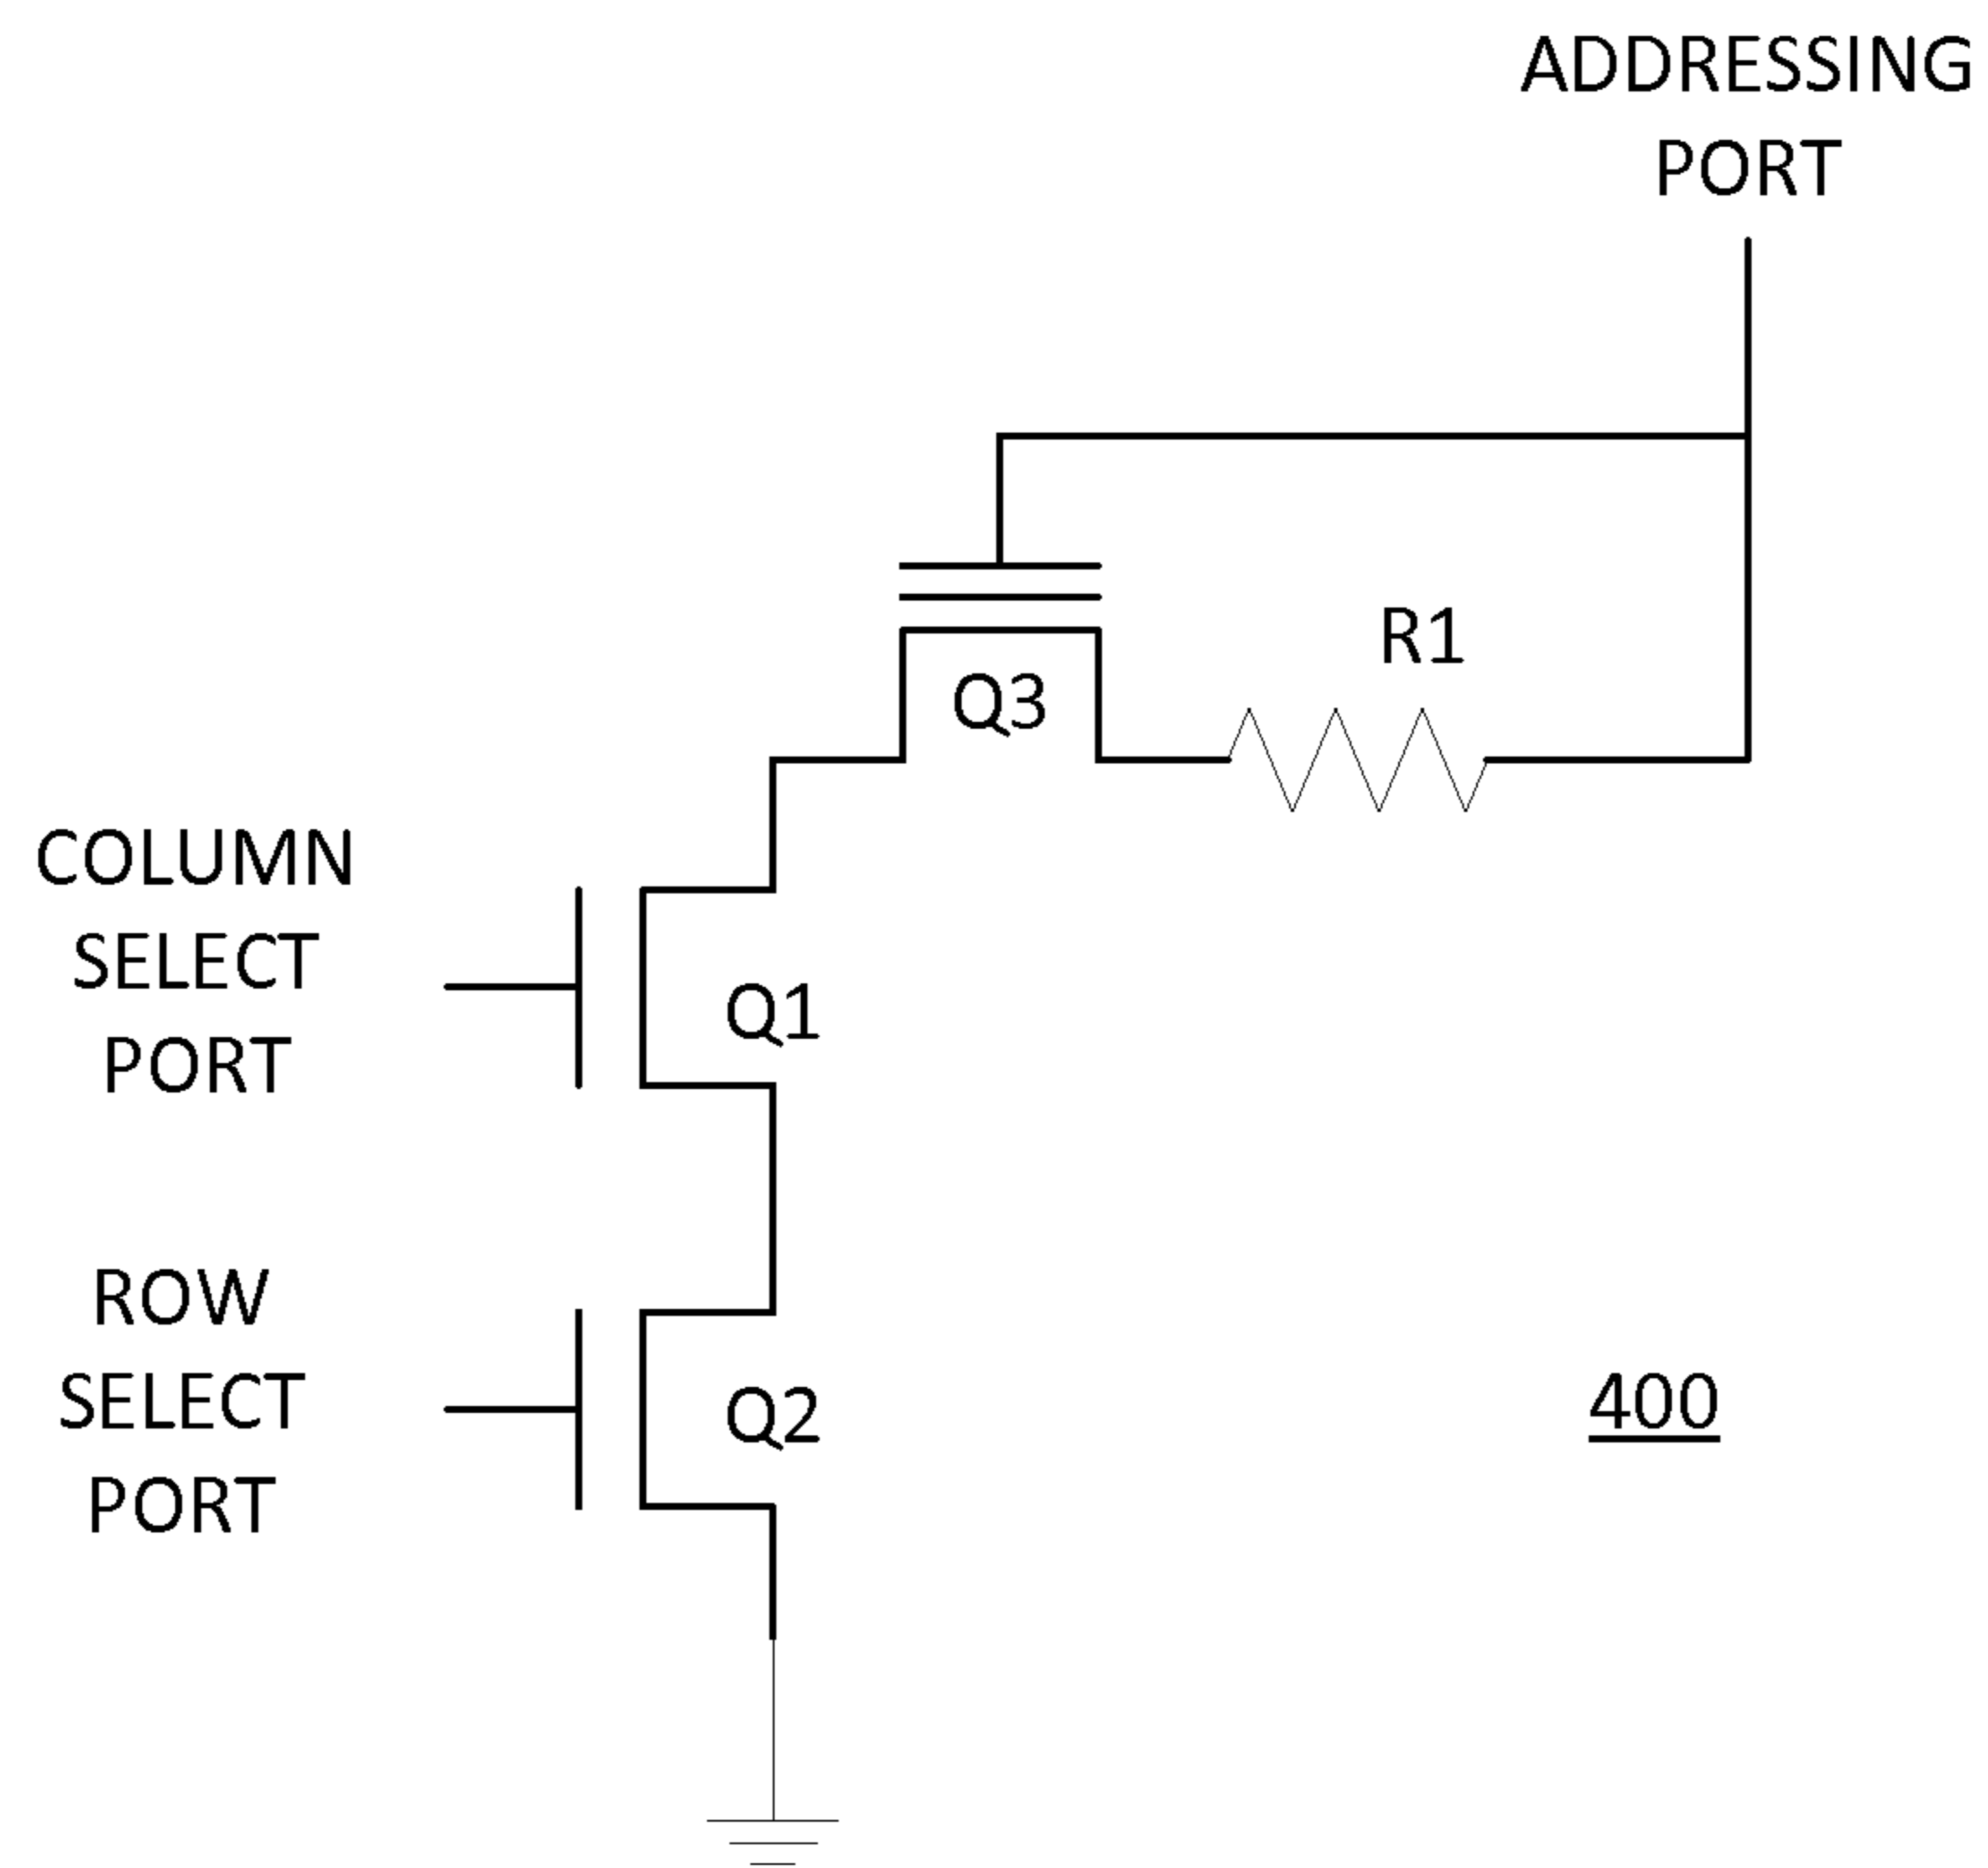 ADDRESSING
PORT
R1
Q3
COLUMN
SELECT
PORT
Q1
ROW
SELECT
PORT
Q2
400